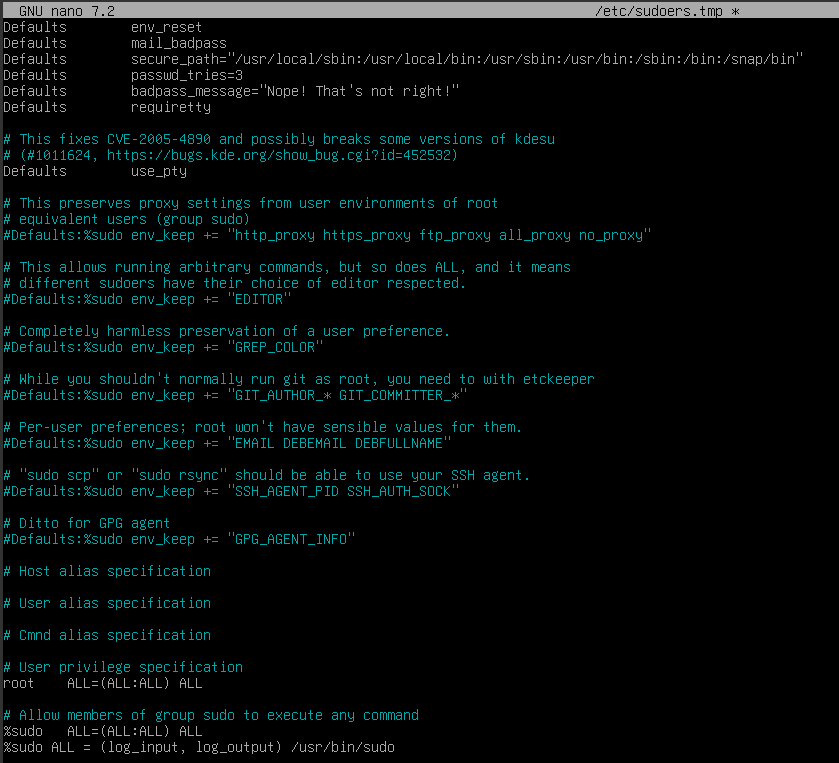 GNU nano 7.2 /etc/sudoers.tmp *
Defaults env_reset
Defaults mail_badpass
Defaults secure_path="/usr/local/sbin:/usr/local/bin:/usr/sbin:/usr/bin:/sbin:/bin:/snap/bin"
Defaults passwd_tries=3
Defaults badpass_message="Nope! That's not right!"
Defaults requiretty
# This fixes CVE-2005-4890 and possibly breaks some versions of kdesu
# (#1011624, https://bugs.kde.org/show_bug.cgi?id=452532)
Defaults use_pty
# This preserves proxy settings from user environments of root
# equivalent users (group sudo)
#Defaults:%sudo env_keep += "http_proxy https_proxy ftp_proxy all_proxy no_proxy"
# This allows running arbitrary commands, but so does ALL, and it means
# different sudoers have their choice of editor respected.
#Defaults:%sudo env_keep += "EDITOR"
# Completely harmless preservation of a user preference.
#Defaults:%sudo env_keep += "GREP_COLOR"
# While you shouldn't normally run git as root, you need to with etckeeper
#Defaults:%sudo env_keep += "GIT_AUTHOR_* GIT_COMMITTER_*"
# Per-user preferences; root won't have sensible values for them.
#Defaults:%sudo env_keep += "EMAIL DEBEMAIL DEBFULLNAME"
# "sudo scp" or "sudo rsync" should be able to use your SSH agent.
#Defaults:%sudo env_keep += "SSH_AGENT_PID SSH_AUTH_SOCK"
# Ditto for GPG agent
#Defaults:%sudo env_keep += "GPG_AGENT_INFO"
# Host alias specification
# User alias specification
# Cmnd alias specification
# User privilege specification
root ALL=(ALL:ALL) ALL
# Allow members of group sudo to execute any command
%sudo ALL=(ALL:ALL) ALL
%sudo ALL = (log_input, log_output) /usr/bin/sudo